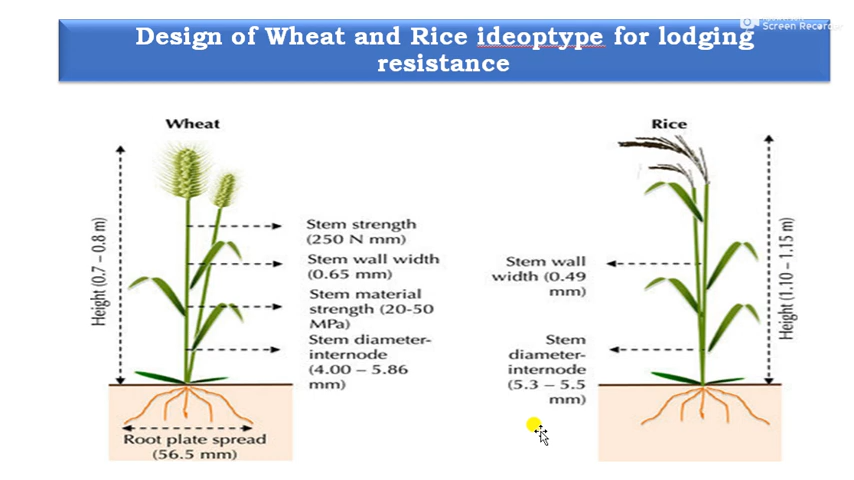 Screen Recorder
Design of Wheat and Rice ideoptype for lodging
resistance
Wheat
Height (0.7 – 0.8 m)
Stem strength
(250 N mm)
Stem wall width
(0.65 mm)
Stem material
strength (20-50
MPa)
Stem diameter-
internode
(4.00 – 5.86
mm)
Root plate spread
(56.5 mm)
Rice
Stem wall
width (0.49
mm)
Stem
diameter-
internode
(5.3 – 5.5
mm)
Height (1.10 – 1.15 m)